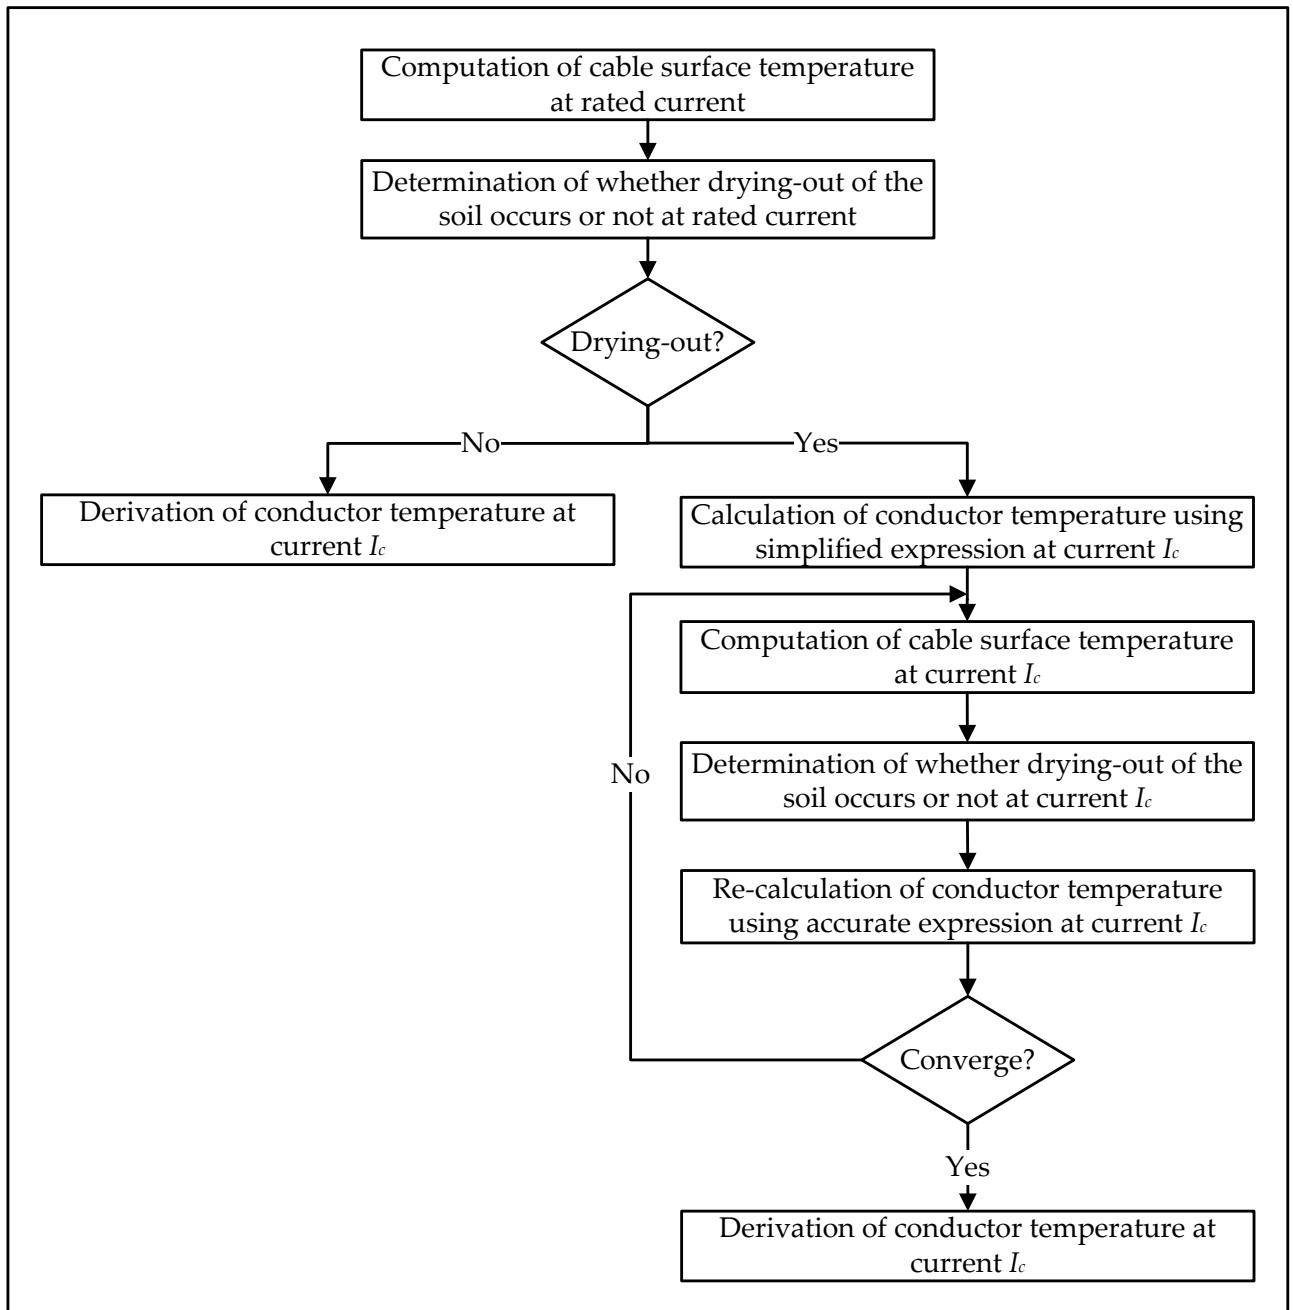 Computation of cable surface temperature
at rated current
Determination of whether drying-out of the
soil occurs or not at rated current
Drying-out?
No
Yes
Derivation of conductor temperature at
current Ic
Calculation of conductor temperature using
simplified expression at current Ic
Computation of cable surface temperature
at current Ic
Determination of whether drying-out of the
soil occurs or not at current Ic
No
Re-calculation of conductor temperature
using accurate expression at current Ic
Converge?
Yes
Derivation of conductor temperature at
current Ic